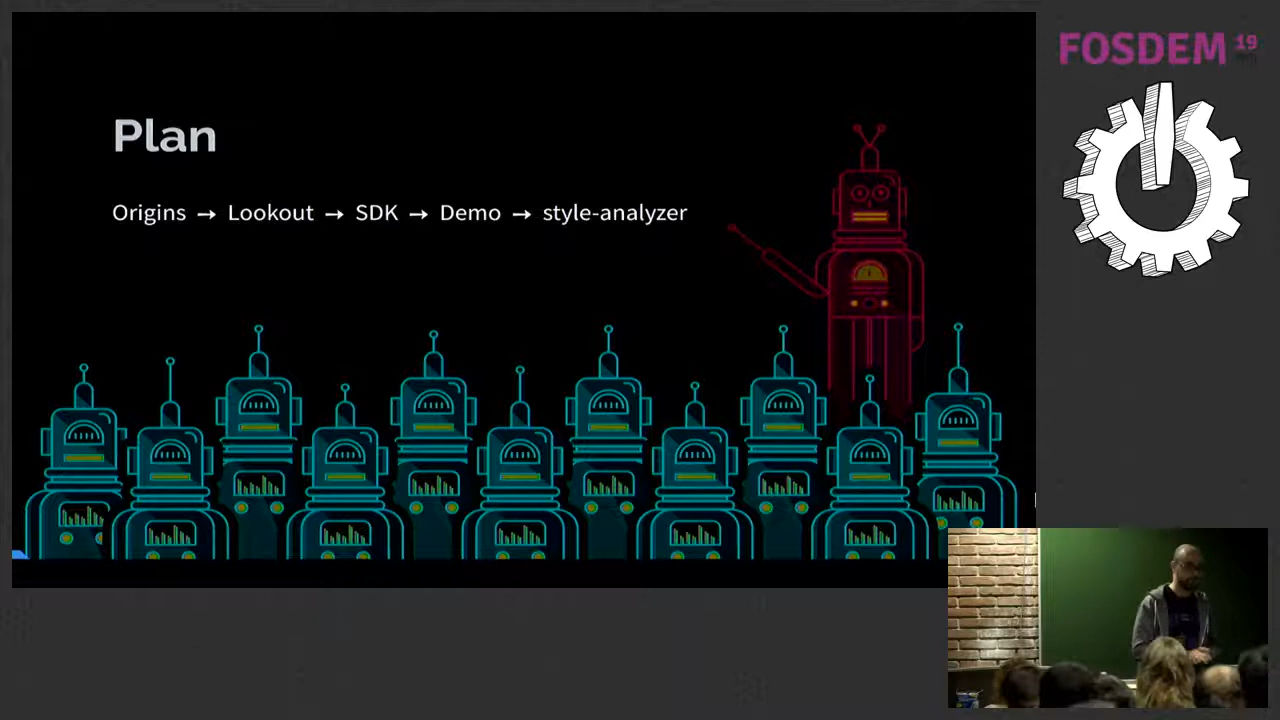 Plan
Origins → Lookout → SDK → Demo → style-analyzer
FOSDEM 19